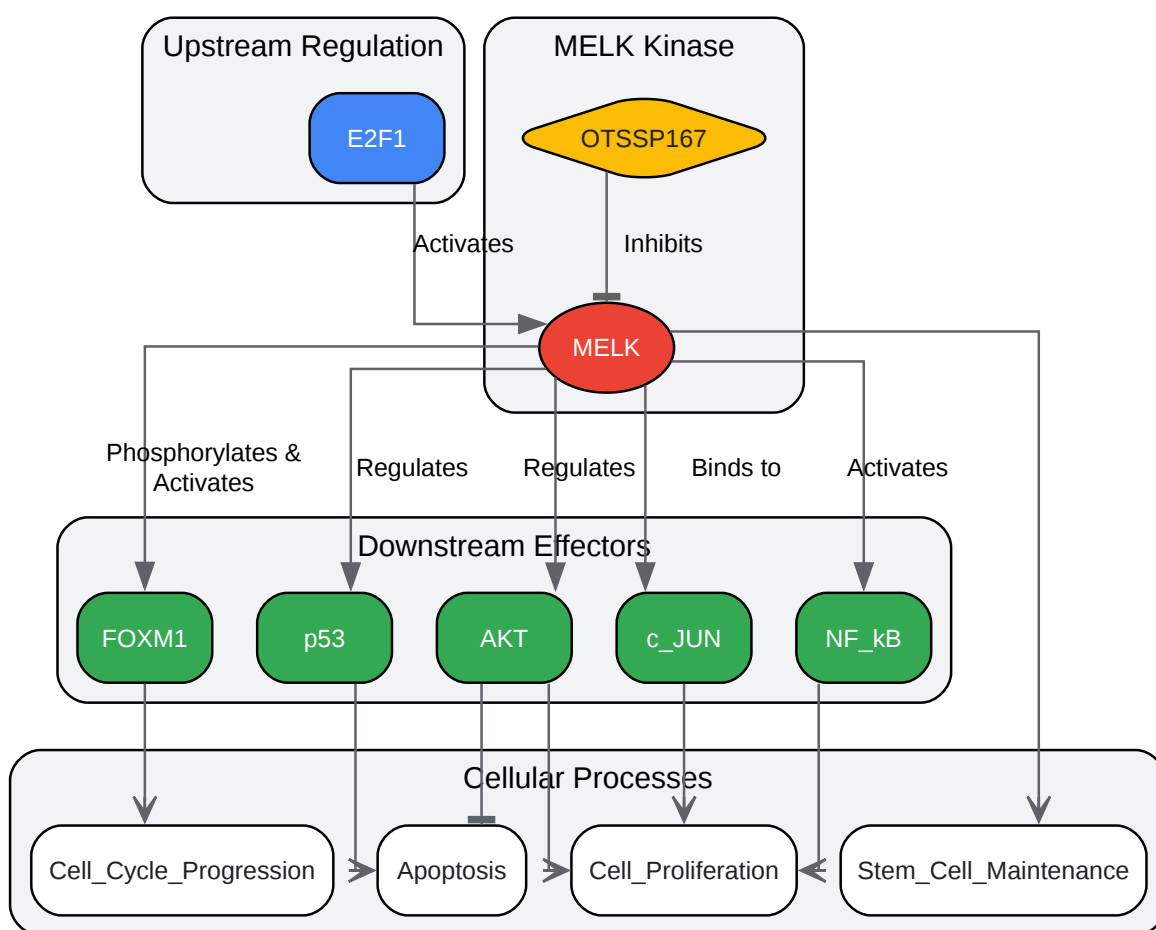 Upstream Regulation
MELK Kinase
E2F1
OTSSP167
Activates
Inhibits
MELK
Phosphorylates &
Activates
Regulates
Regulates
Binds to
Activates
Downstream Effectors
FOXM1
p53
AKT
c_JUN
NF_kB
Cellular Processes
Cell_Cycle_Progression
Apoptosis
Cell_Proliferation
Stem_Cell_Maintenance